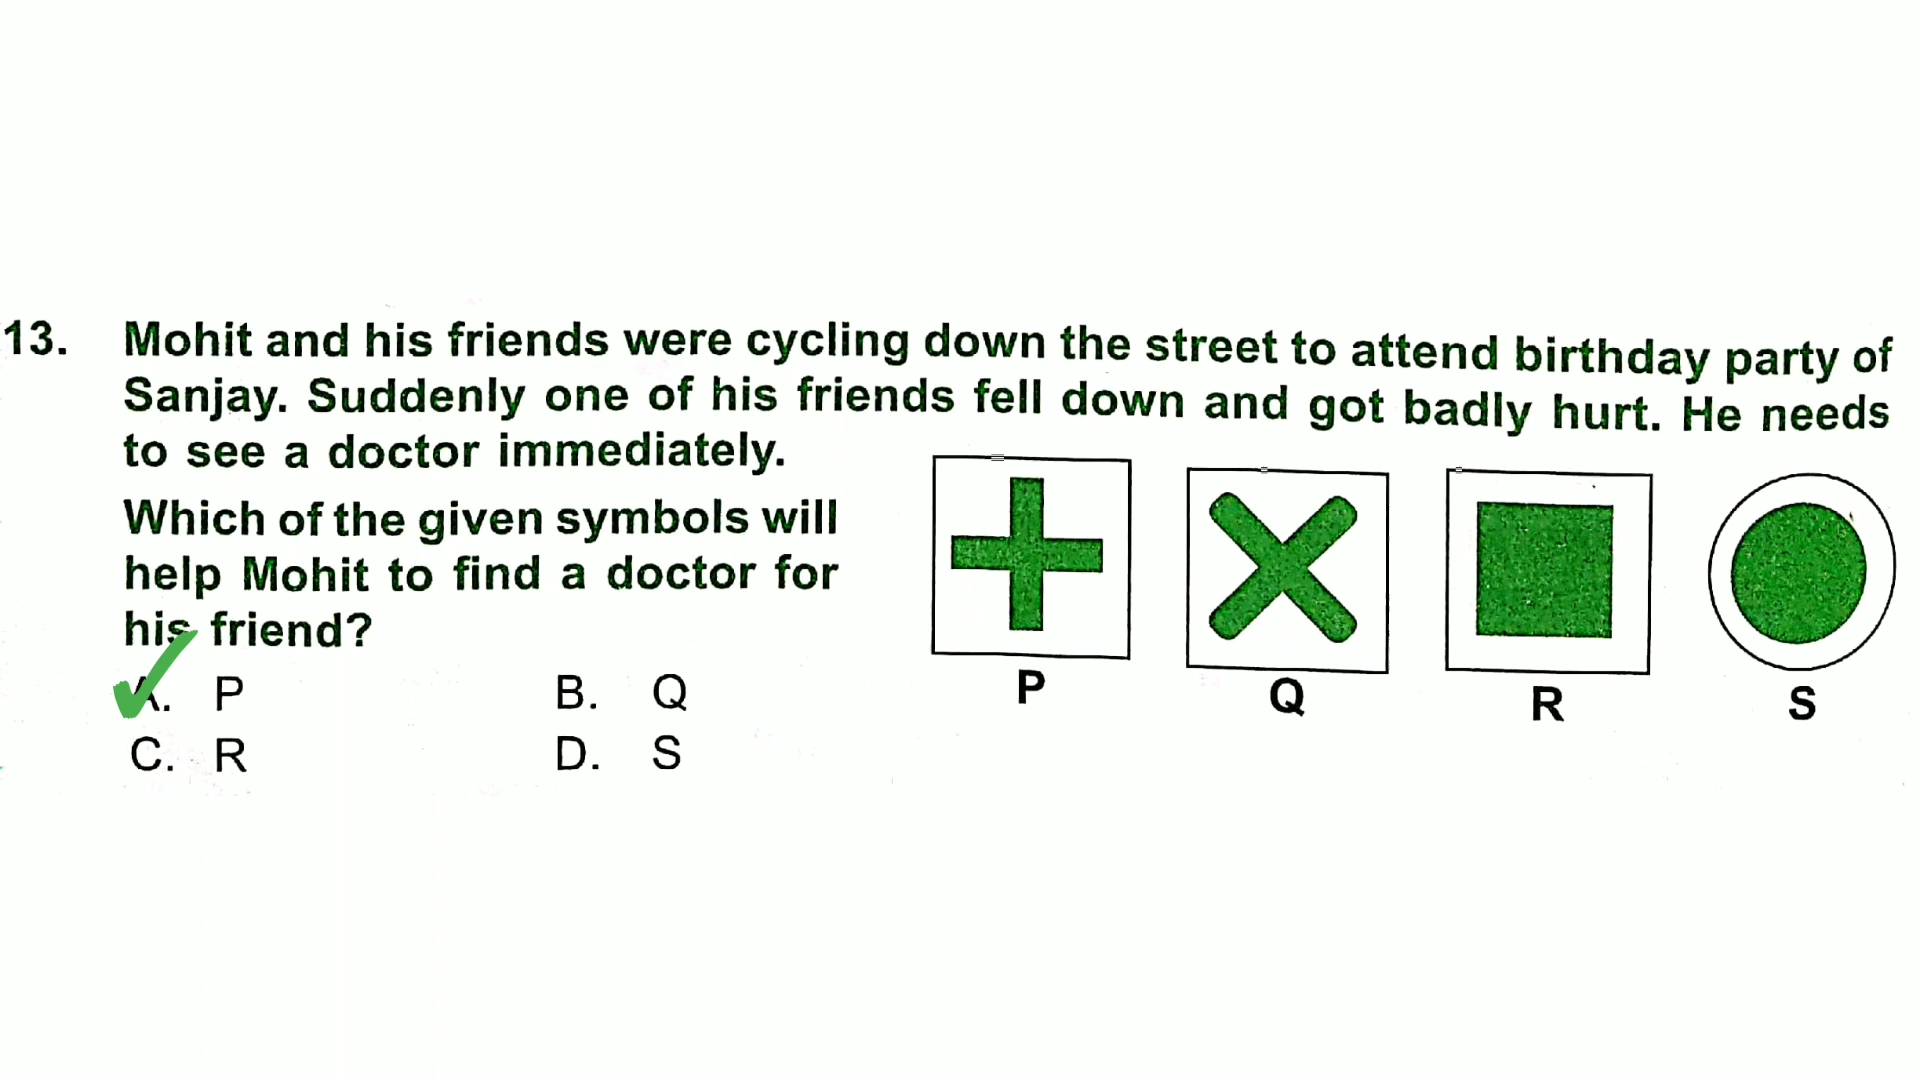 13. Mohit and his friends were cycling down the street to attend birthday party of
Sanjay. Suddenly one of his friends fell down and got badly hurt. He needs
to see a doctor immediately.
Which of the given symbols will
help Mohit to find a doctor for
his friend?
A. P B. Q
C. R D. S
P Q R S